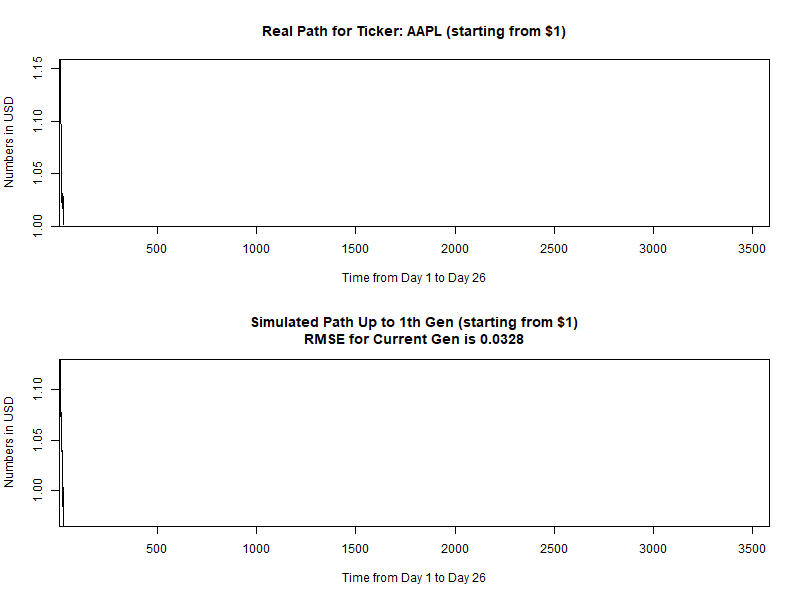 Real Path for Ticker: AAPL (starting from $1)
Numbers in USD
1.15
1.10
1.05
1.00
500 1000 1500 2000 2500 3000 3500
Time from Day 1 to Day 26
Simulated Path Up to 1th Gen (starting from $1)
RMSE for Current Gen is 0.0328
Numbers in USD
1.10
1.05
1.00
500 1000 1500 2000 2500 3000 3500
Time from Day 1 to Day 26